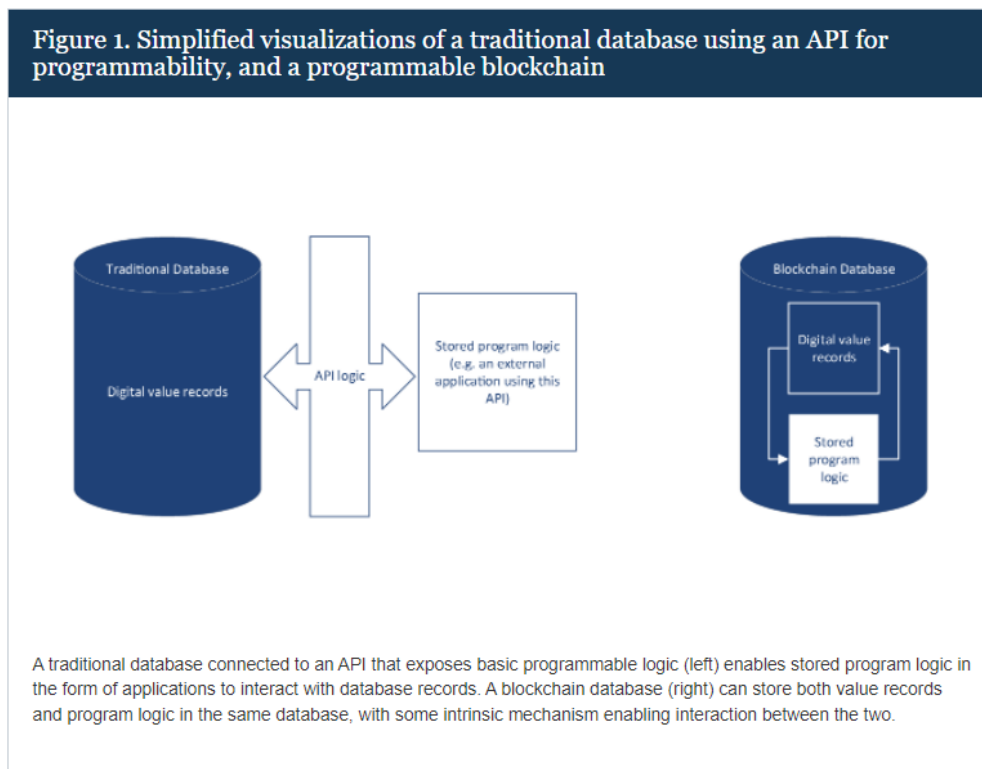 Figure 1. Simplified visualizations of a traditional database using an API for
programmability, and a programmable blockchain
Traditional Database
Digital value records
API logic
Stored program logic
(e.g. an external
application using this
API)
Blockchain Database
Digital value
records
Stored
program
logic
A traditional database connected to an API that exposes basic programmable logic (left) enables stored program logic in
the form of applications to interact with database records. A blockchain database (right) can store both value records
and program logic in the same database, with some intrinsic mechanism enabling interaction between the two.